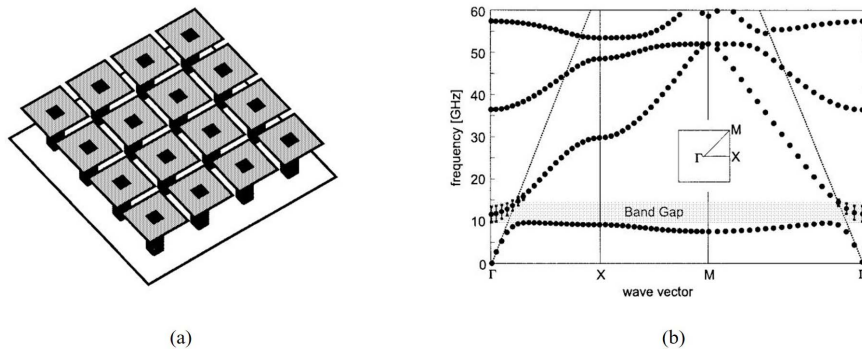 60
50
40
30
20
10
0
frequency [GHz]
M
Γ
X
Band Gap
Γ
X
M
wave vector
(a)
(b)